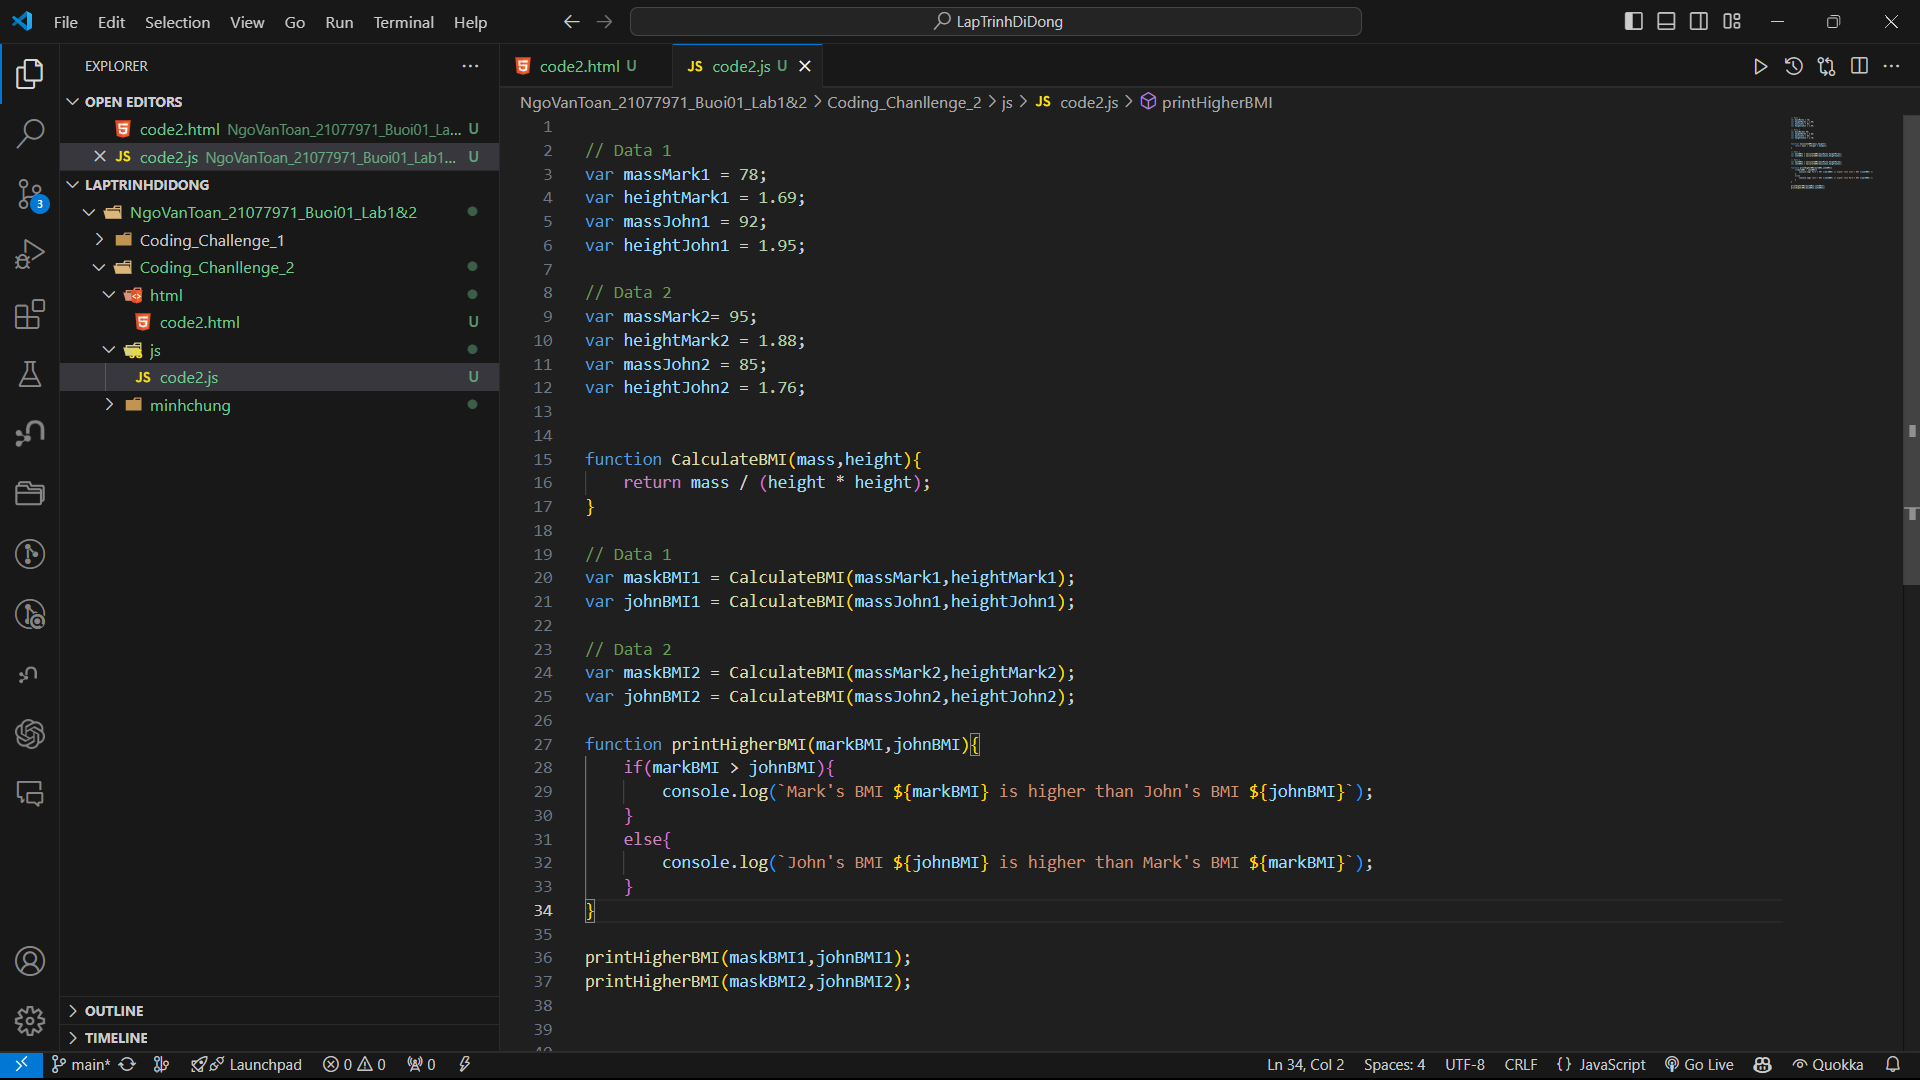 File Edit Selection View Go Run Terminal Help
LapTrinhDiDong
EXPLORER
OPEN EDITORS
code2.html NgoVanToan_21077971_Buoi01_La... U
JS code2.js NgoVanToan_21077971_Buoi01_Lab1... U
LAPTRINHDIDONG
NgoVanToan_21077971_Buoi01_Lab1&2
Coding_Challenge_1
Coding_Chanllenge_2
html
code2.html U
js
JS code2.js U
minhchung
OUTLINE
TIMELINE
3
code2.html U
JS code2.js U
NgoVanToan_21077971_Buoi01_Lab1&2 > Coding_Chanllenge_2 > js > JS code2.js > printHigherBMI
1
2 // Data 1
3 var massMark1 = 78;
4 var heightMark1 = 1.69;
5 var massJohn1 = 92;
6 var heightJohn1 = 1.95;
7
8 // Data 2
9 var massMark2= 95;
10 var heightMark2 = 1.88;
11 var massJohn2 = 85;
12 var heightJohn2 = 1.76;
13
14
15 function CalculateBMI(mass,height){
16 return mass / (height * height);
17 }
18
19 // Data 1
20 var maskBMI1 = CalculateBMI(massMark1,heightMark1);
21 var johnBMI1 = CalculateBMI(massJohn1,heightJohn1);
22
23 // Data 2
24 var maskBMI2 = CalculateBMI(massMark2,heightMark2);
25 var johnBMI2 = CalculateBMI(massJohn2,heightJohn2);
26
27 function printHigherBMI(markBMI,johnBMI){
28 if(markBMI > johnBMI){
29 console.log(`Mark's BMI ${markBMI} is higher than John's BMI ${johnBMI}`);
30 }
31 else{
32 console.log(`John's BMI ${johnBMI} is higher than Mark's BMI ${markBMI}`);
33 }
34 }
35
36 printHigherBMI(maskBMI1,johnBMI1);
37 printHigherBMI(maskBMI2,johnBMI2);
38
39
main* Launchpad 0 0 0 Ln 34, Col 2 Spaces: 4 UTF-8 CRLF {} JavaScript Go Live Quokka